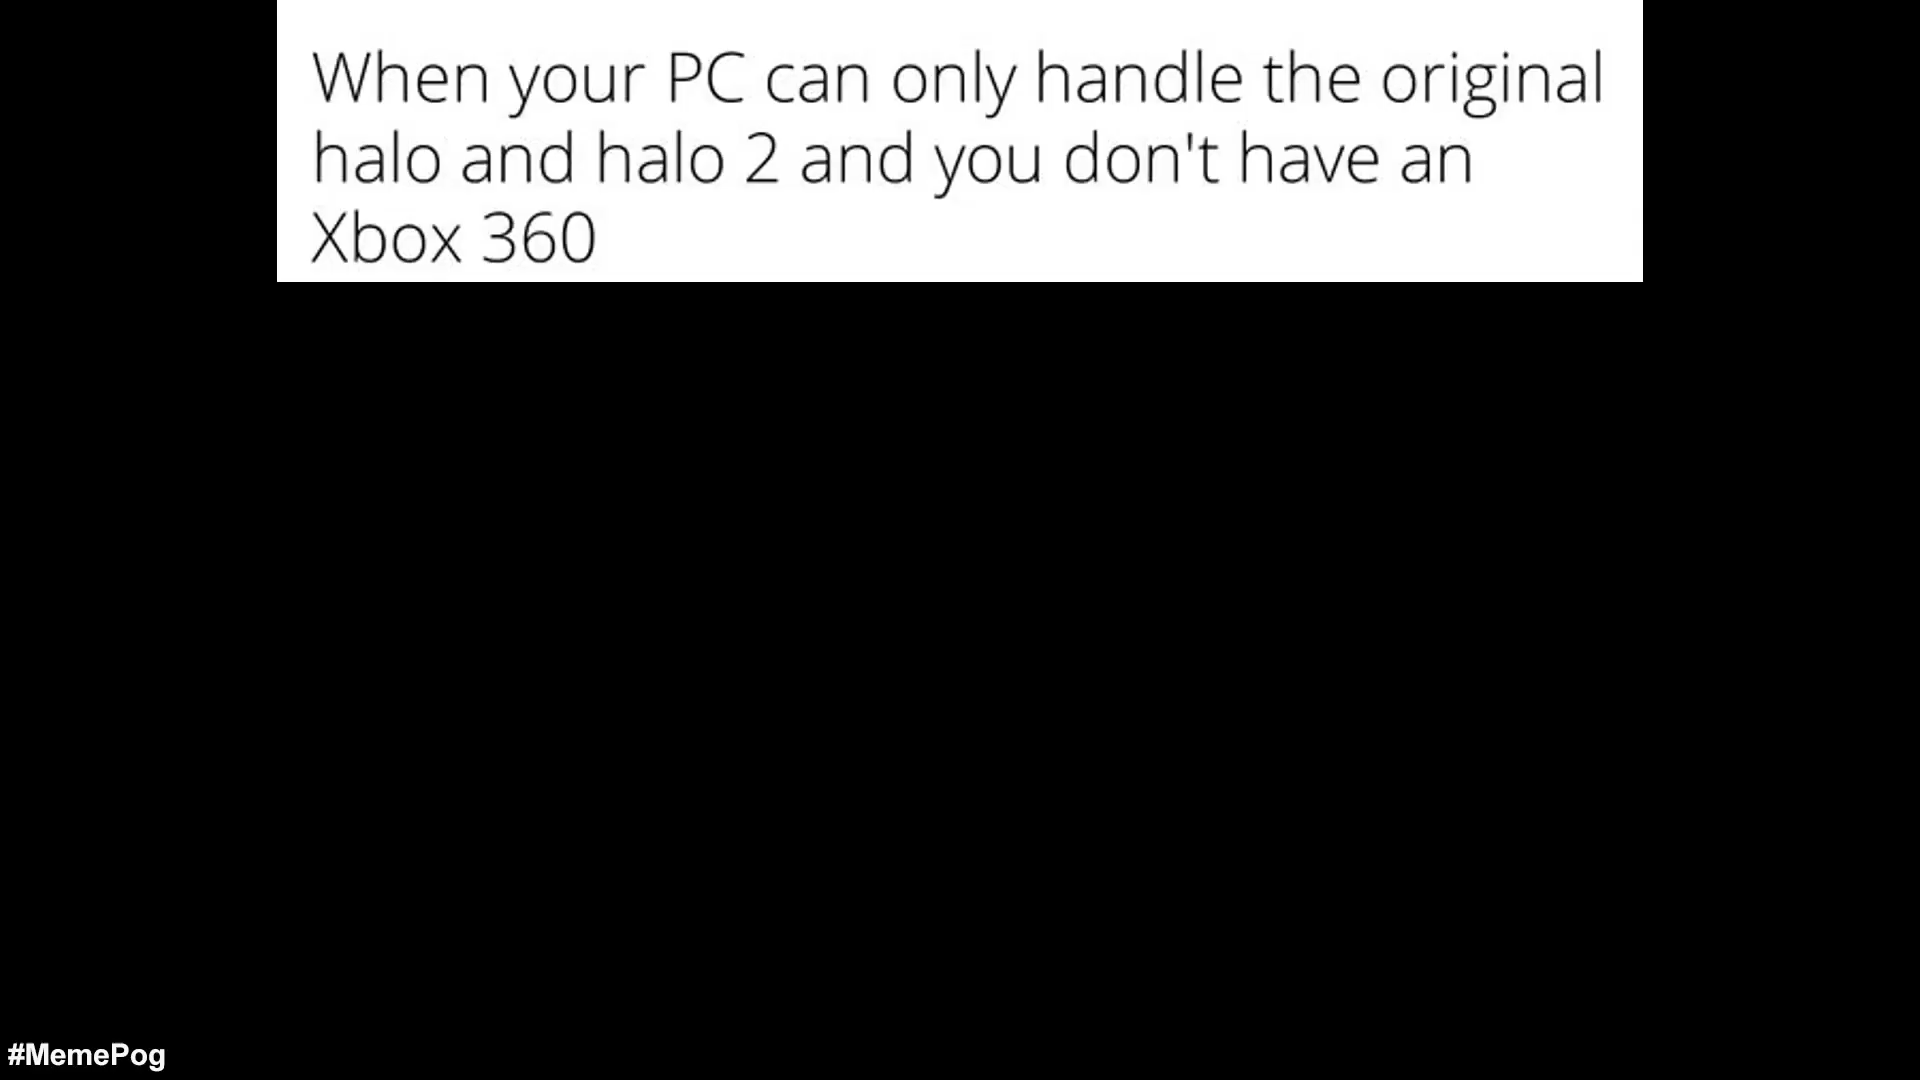 When your PC can only handle the original
halo and halo 2 and you don't have an
Xbox 360
#MemePog